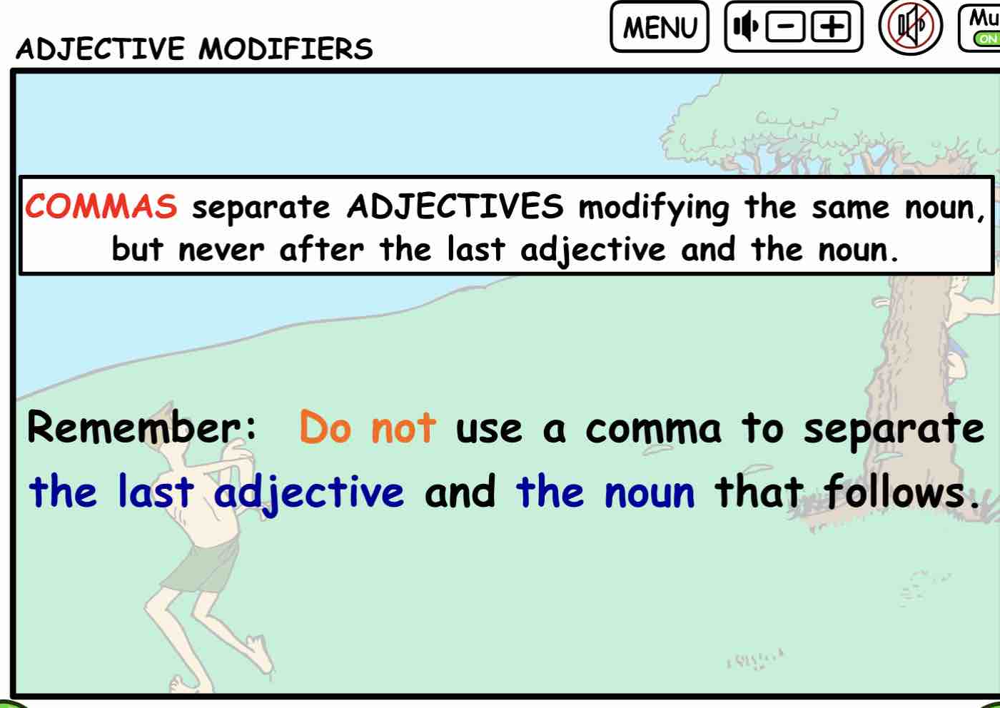 MENU
Mu
ON
ADJECTIVE MODIFIERS
COMMAS separate ADJECTIVES modifying the same noun,
but never after the last adjective and the noun.
Remember: Do not use a comma to separate
the last adjective and the noun that follows.